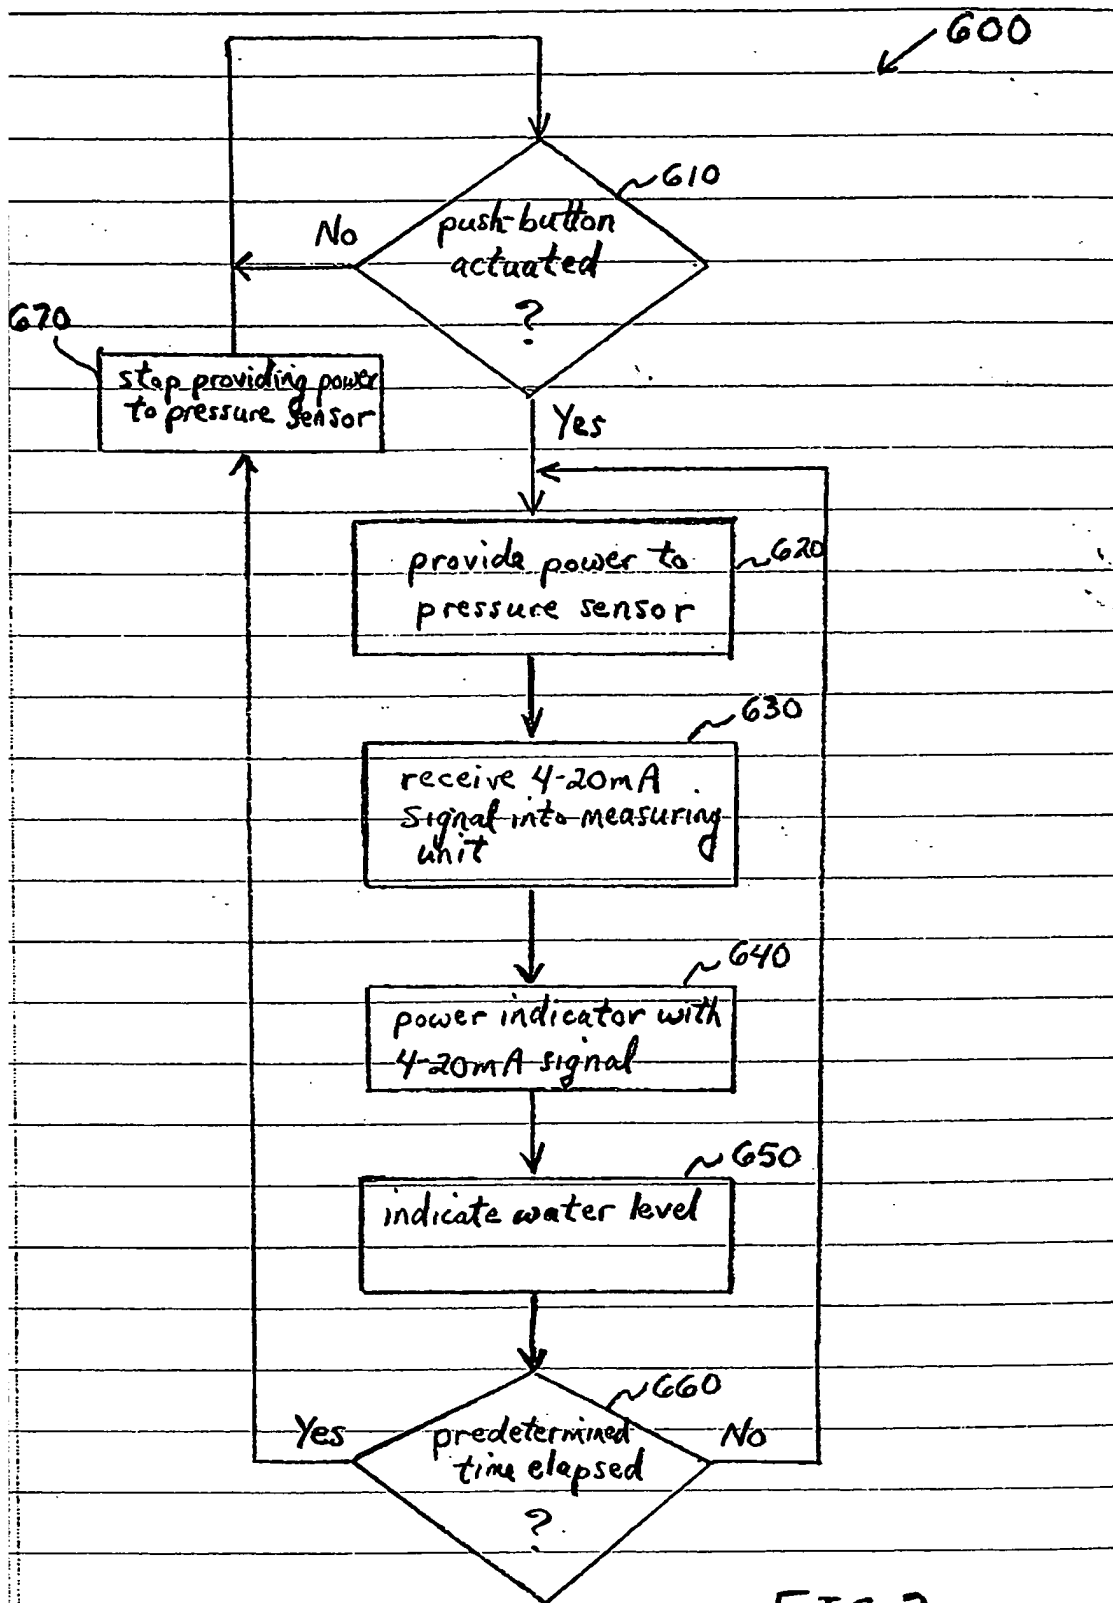 600
610
push-button
actuated
?
No
670
stop providing power
to pressure sensor
Yes
provide power to
pressure sensor
620
630
receive 4-20mA
signal into measuring
unit
640
power indicator with
4-20mA signal
650
indicate water level
660
Yes
predetermined
time elapsed
?
No